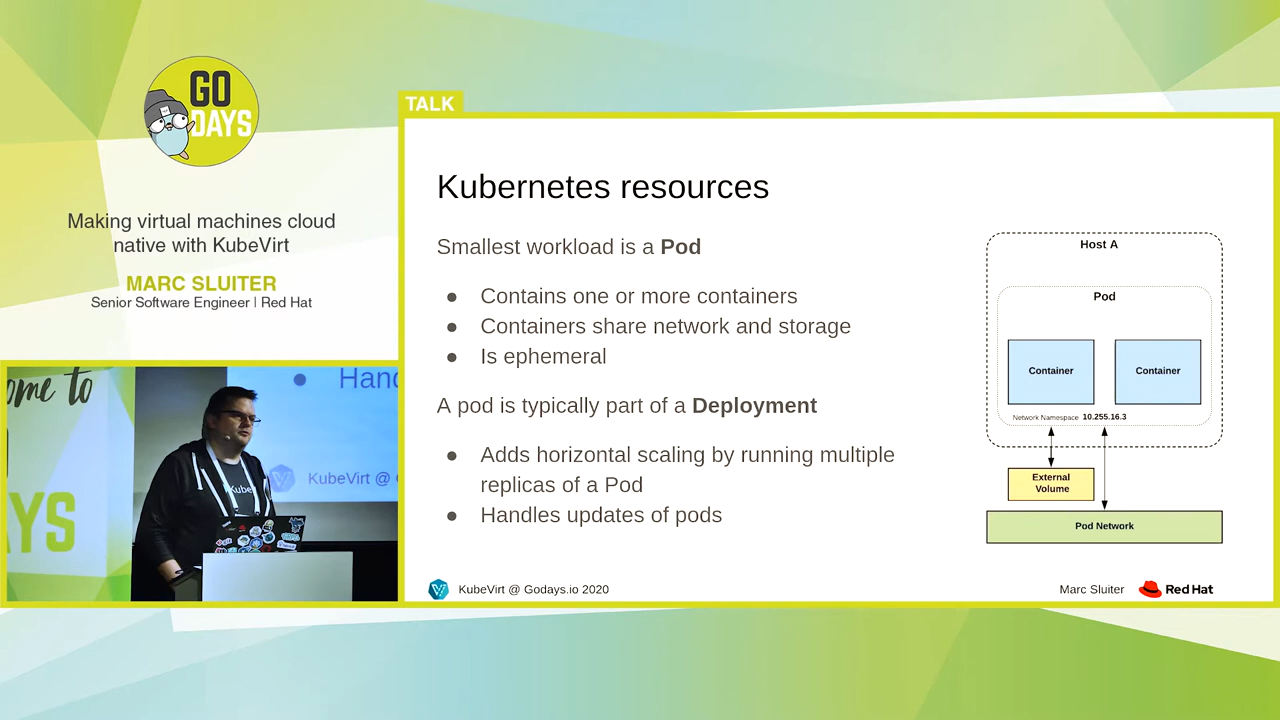 GO
DAYS
Making virtual machines cloud
native with KubeVirt
MARC SLUITER
Senior Software Engineer | Red Hat
TALK
Kubernetes resources
Smallest workload is a Pod
● Contains one or more containers
● Containers share network and storage
● Is ephemeral
A pod is typically part of a Deployment
● Adds horizontal scaling by running multiple
replicas of a Pod
● Handles updates of pods
Host A
Pod
Container
Container
Network Namespace 10.255.16.3
External
Volume
Pod Network
KubeVirt @ Godays.io 2020
Marc Sluiter
Red Hat
ome to
AYS
● Hand
KubeVirt @